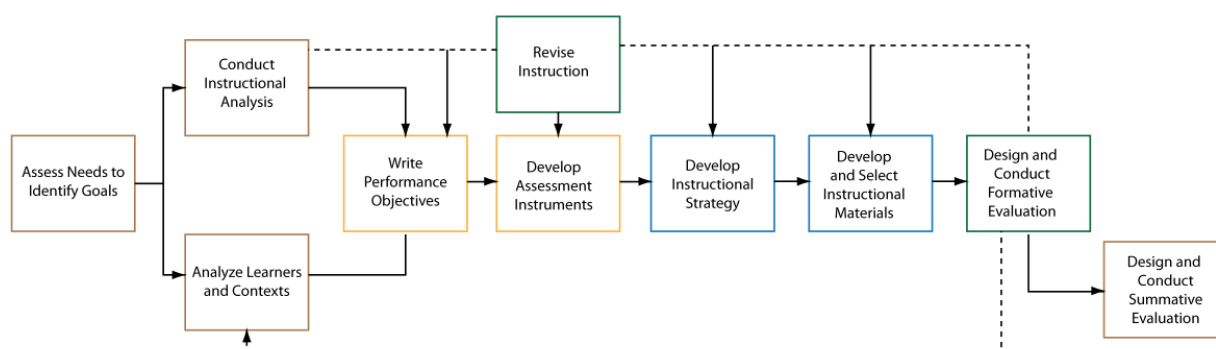 Assess Needs to
Identify Goals
Conduct
Instructional
Analysis
Analyze Learners
and Contexts
Write
Performance
Objectives
Revise
Instruction
Develop
Assessment
Instruments
Develop
Instructional
Strategy
Develop
and Select
Instructional
Materials
Design and
Conduct
Formative
Evaluation
Design and
Conduct
Summative
Evaluation